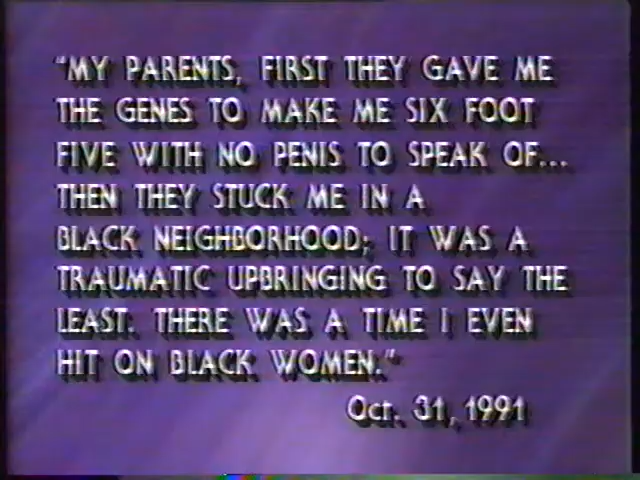 "MY PARENTS, FIRST THEY GAVE ME
THE GENES TO MAKE ME SIX FOOT
FIVE WITH NO PENIS TO SPEAK OF...
THEN THEY STUCK ME IN A
BLACK NEIGHBORHOOD; IT WAS A
TRAUMATIC UPBRINGING TO SAY THE
LEAST. THERE WAS A TIME I EVEN
HIT ON BLACK WOMEN."
Oct. 31, 1991